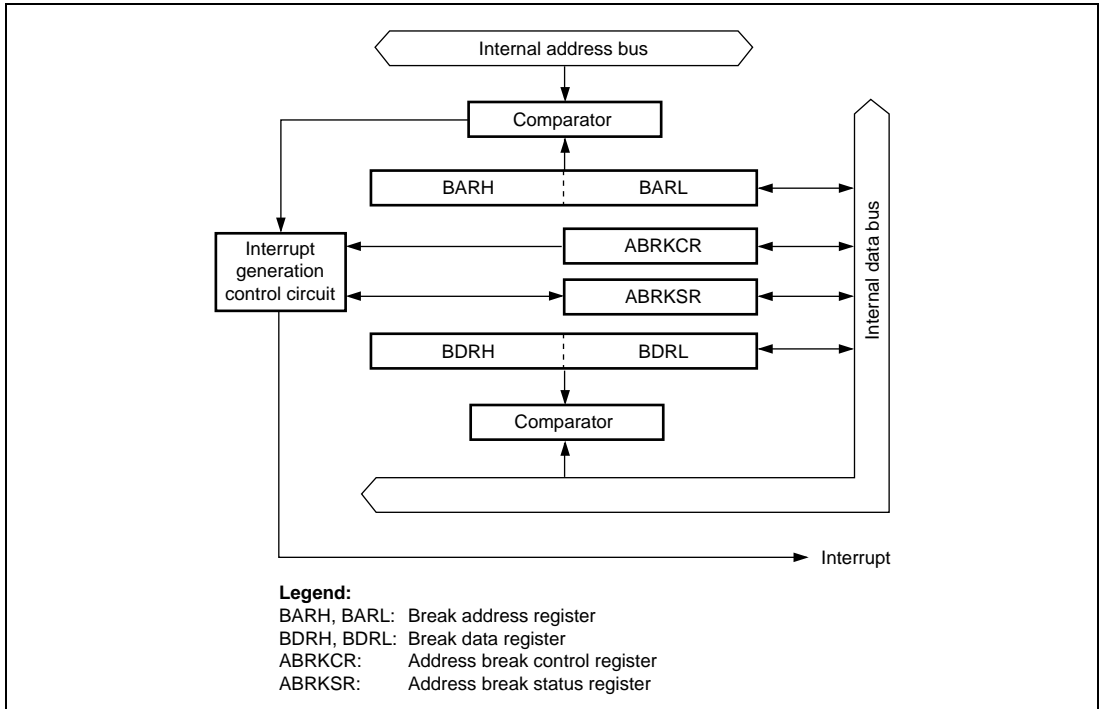 Internal address bus
Comparator
BARH BARL
Interrupt
generation
control circuit
ABRKCR
ABRKSR
Internal data bus
BDRH BDRL
Comparator
Interrupt
Legend:
BARH, BARL: Break address register
BDRH, BDRL: Break data register
ABRKCR: Address break control register
ABRKSR: Address break status register